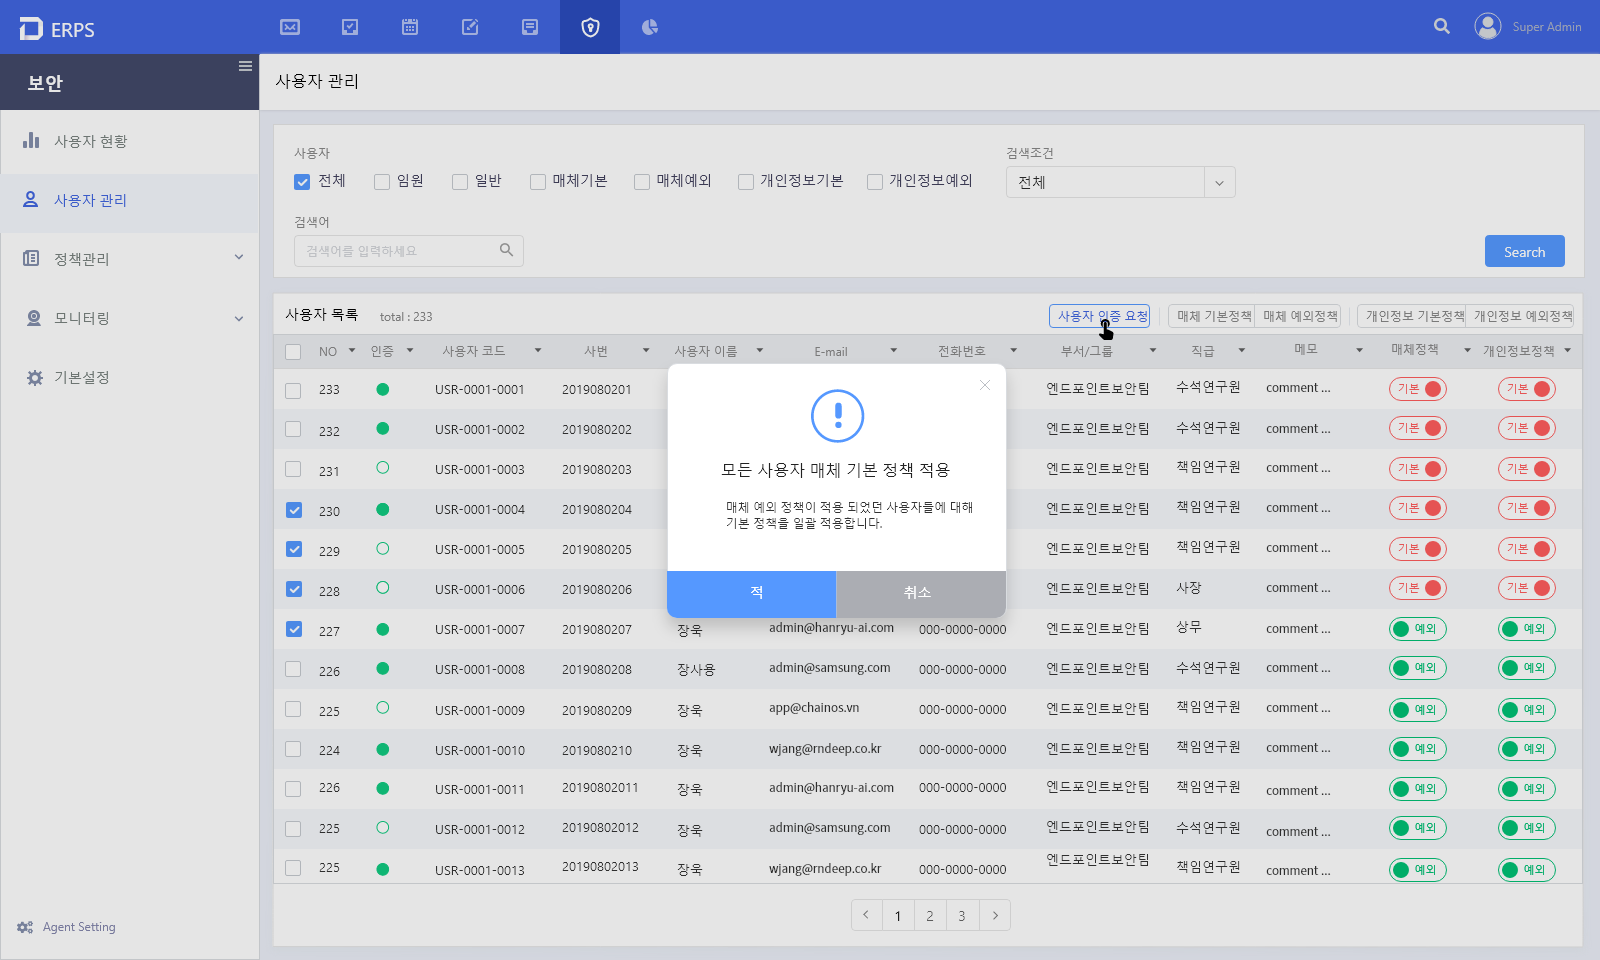 ERPS
Super Admin
보안
사용자 현황
사용자 관리
정책관리
모니터링
기본설정
Agent Setting
사용자 관리
사용자
검색조건
전체 임원 일반 매체기본 매체예외 개인정보기본 개인정보예외
전체
검색어
검색어를 입력하세요
Search
사용자 목록 total : 233
사용자 인증 요청 매체 기본정책 매체 예외정책 개인정보 기본정책 개인정보 예외정책
NO 인증 사용자 코드 사번 사용자 이름 E-mail 전화번호 부서/그룹 직급 메모 매체정책 개인정보정책
233 USR-0001-0001 2019080201 엔드포인트보안팀 수석연구원 comment ... 기본 기본
232 USR-0001-0002 2019080202 엔드포인트보안팀 수석연구원 comment ... 기본 기본
231 USR-0001-0003 2019080203 엔드포인트보안팀 책임연구원 comment ... 기본 기본
230 USR-0001-0004 2019080204 엔드포인트보안팀 책임연구원 comment ... 기본 기본
229 USR-0001-0005 2019080205 엔드포인트보안팀 책임연구원 comment ... 기본 기본
228 USR-0001-0006 2019080206 엔드포인트보안팀 사장 comment ... 기본 기본
227 USR-0001-0007 2019080207 장욱 admin@hanryu-ai.com 000-0000-0000 엔드포인트보안팀 상무 comment ... 예외 예외
226 USR-0001-0008 2019080208 장사용 admin@samsung.com 000-0000-0000 엔드포인트보안팀 수석연구원 comment ... 예외 예외
225 USR-0001-0009 2019080209 장욱 app@chainos.vn 000-0000-0000 엔드포인트보안팀 책임연구원 comment ... 예외 예외
224 USR-0001-0010 2019080210 장욱 wjang@rndeep.co.kr 000-0000-0000 엔드포인트보안팀 책임연구원 comment ... 예외 예외
226 USR-0001-0011 20190802011 장욱 admin@hanryu-ai.com 000-0000-0000 엔드포인트보안팀 책임연구원 comment ... 예외 예외
225 USR-0001-0012 20190802012 장욱 admin@samsung.com 000-0000-0000 엔드포인트보안팀 수석연구원 comment ... 예외 예외
225 USR-0001-0013 20190802013 장욱 wjang@rndeep.co.kr 000-0000-0000 엔드포인트보안팀 책임연구원 comment ... 예외 예외
1 2 3
모든 사용자 매체 기본 정책 적용
매체 예외 정책이 적용 되었던 사용자들에 대해
기본 정책을 일괄 적용합니다.
적 취소